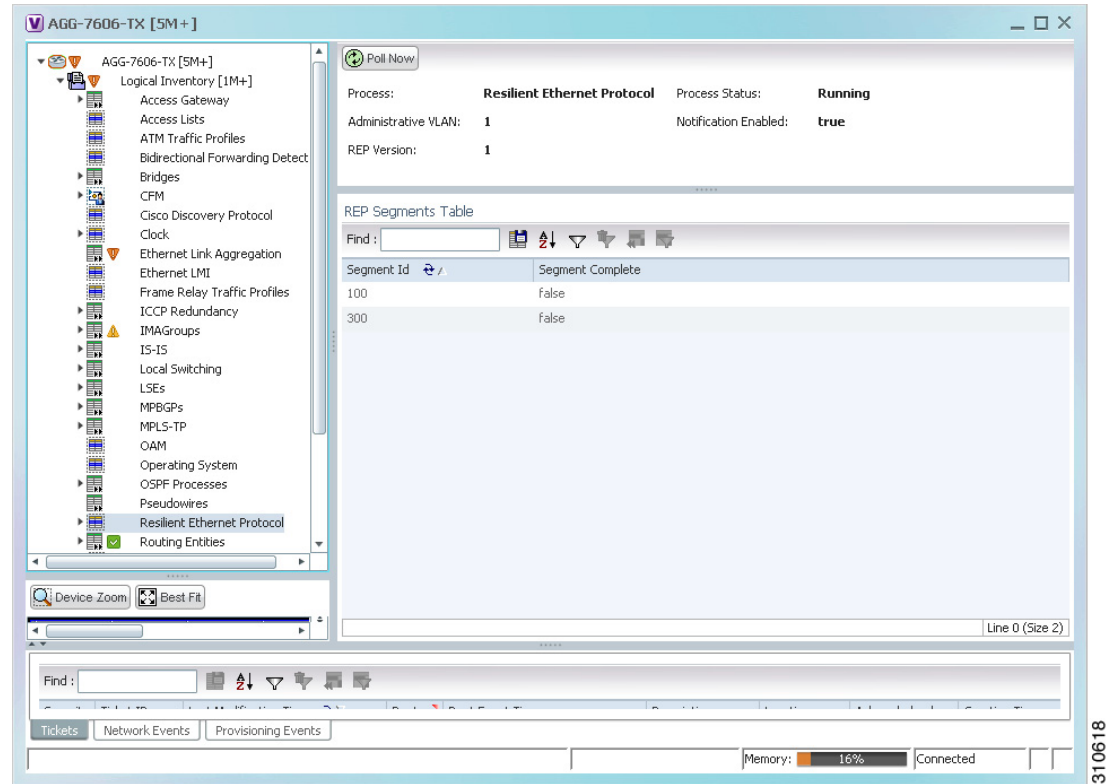 V AGG-7606-TX [5M+]
AGG-7606-TX [5M+]
Logical Inventory [1M+]
Access Gateway
Access Lists
ATM Traffic Profiles
Bidirectional Forwarding Detect
Bridges
CFM
Cisco Discovery Protocol
Clock
Ethernet Link Aggregation
Ethernet LMI
Frame Relay Traffic Profiles
ICCP Redundancy
IMAGroups
IS-IS
Local Switching
LSEs
MPBGPs
MPLS-TP
OAM
Operating System
OSPF Processes
Pseudowires
Resilient Ethernet Protocol
Routing Entities
Device Zoom Best Fit
Poll Now
Process: Resilient Ethernet Protocol Process Status: Running
Administrative VLAN: 1 Notification Enabled: true
REP Version: 1
REP Segments Table
Find :
Segment Id Segment Complete
100 false
300 false
Line 0 (Size 2)
Find :
Tickets Network Events Provisioning Events
Memory: 16% Connected
310618